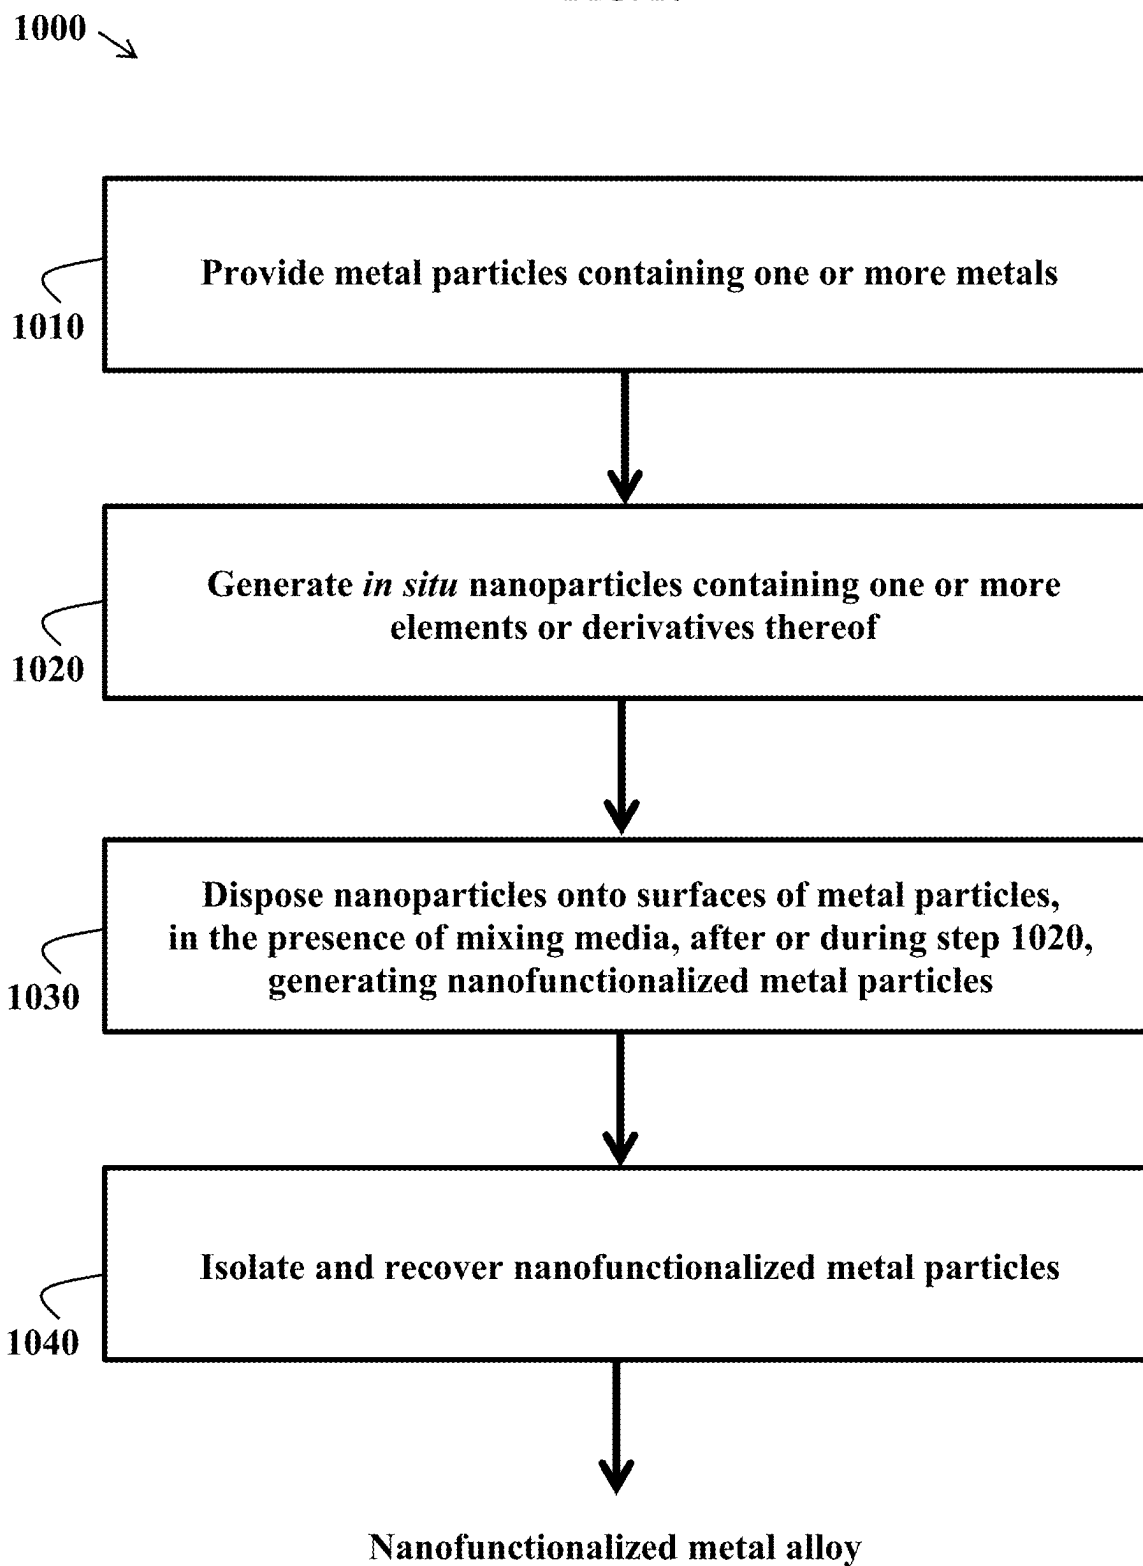 1000
Provide metal particles containing one or more metals
1010
Generate in situ nanoparticles containing one or more
elements or derivatives thereof
1020
Dispose nanoparticles onto surfaces of metal particles,
in the presence of mixing media, after or during step 1020,
generating nanofunctionalized metal particles
1030
Isolate and recover nanofunctionalized metal particles
1040
Nanofunctionalized metal alloy